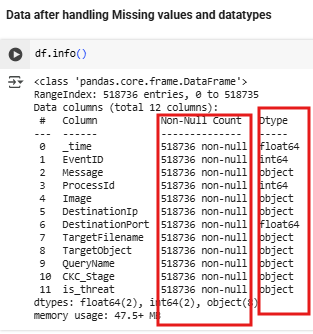 Data after handling Missing values and datatypes
df.info()
<class 'pandas.core.frame.DataFrame'>
RangeIndex: 518736 entries, 0 to 518735
Data columns (total 12 columns):
#   Column   Non-Null Count   Dtype
---  ------   --------------   -----
0   _time   518736 non-null   float64
1   EventID   518736 non-null   int64
2   Message   518736 non-null   object
3   ProcessId   518736 non-null   int64
4   Image   518736 non-null   object
5   DestinationIp   518736 non-null   object
6   DestinationPort   518736 non-null   float64
7   TargetFilename   518736 non-null   object
8   TargetObject   518736 non-null   object
9   QueryName   518736 non-null   object
10   CKC_Stage   518736 non-null   object
11   is_threat   518736 non-null   object
dtypes: float64(2), int64(2), object(8)
memory usage: 47.5+ MB